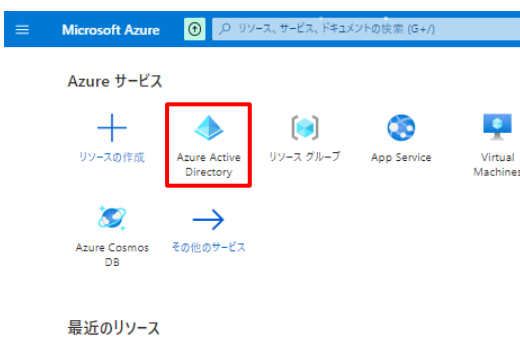 Microsoft Azure
リソース、サービス、ドキュメントの検索 (G+/)
Azure サービス
リソースの作成
Azure Active
Directory
リソース グループ
App Service
Virtual
Machines
Azure Cosmos
DB
その他のサービス
最近のリソース